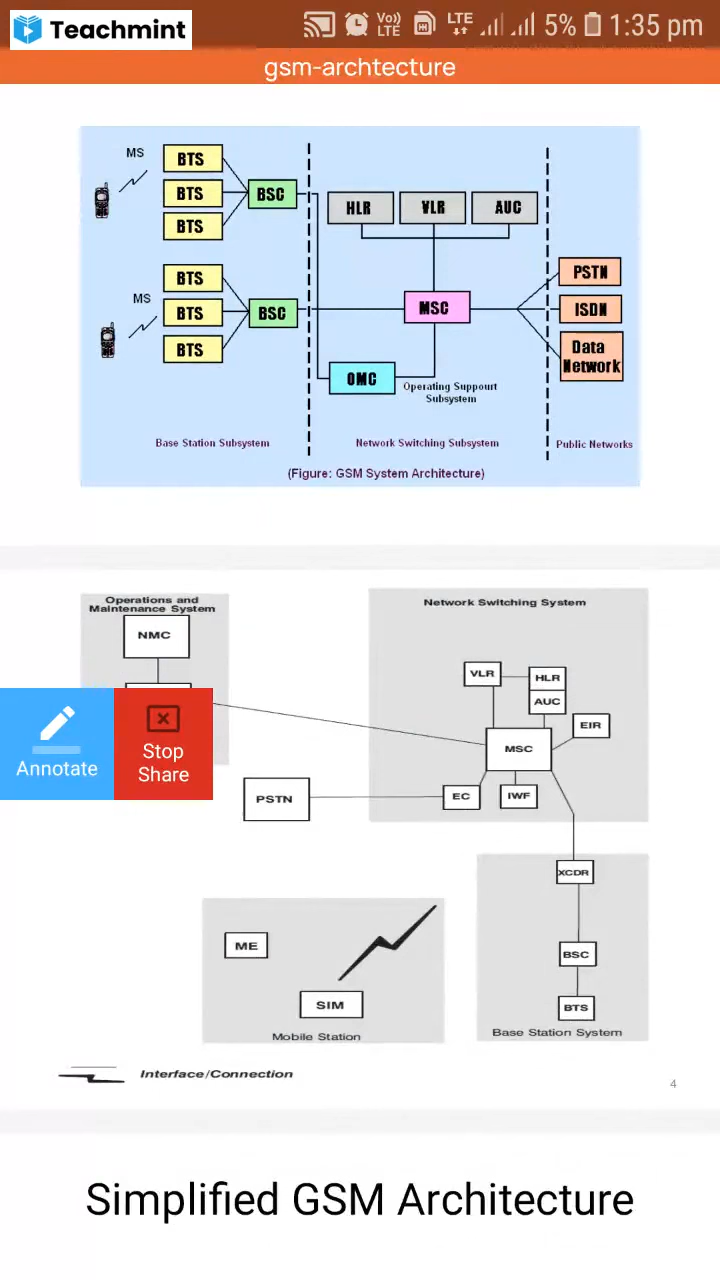 Teachmint
Vo))
LTE
LTE
5%
1:35 pm
gsm-archtecture
MS
BTS
BTS
BTS
BSC
HLR
VLR
AUC
PSTN
MS
BTS
BTS
BTS
BSC
MSC
ISDN
Data
Network
OMC
Operating Suppourt
Subsystem
Base Station Subsystem
Network Switching Subsystem
Public Networks
(Figure: GSM System Architecture)
Operations and
Maintenance System
NMC
Network Switching System
VLR
HLR
AUC
EIR
MSC
Annotate
Stop
Share
PSTN
EC
IWF
XCDR
ME
BSC
SIM
BTS
Mobile Station
Base Station System
Interface/Connection
4
Simplified GSM Architecture